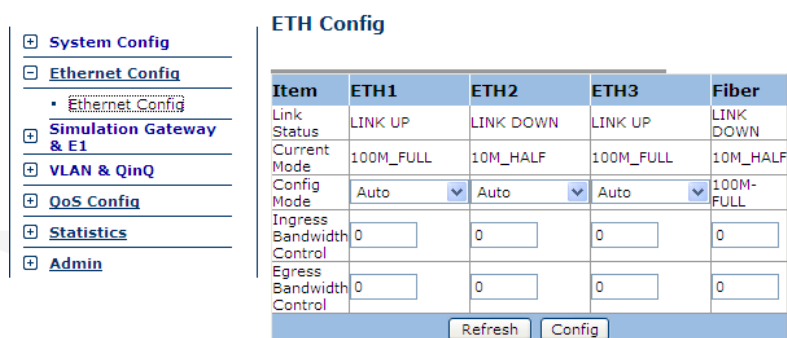 ETH Config
System Config
Ethernet Config
Ethernet Config
Simulation Gateway
& E1
VLAN & QinQ
QoS Config
Statistics
Admin
Item ETH1 ETH2 ETH3 Fiber
Link Status LINK UP LINK DOWN LINK UP LINK DOWN
Current Mode 100M_FULL 10M_HALF 100M_FULL 10M_HALF
Config Mode Auto Auto Auto 100M-FULL
Ingress Bandwidth Control 0 0 0 0
Egress Bandwidth Control 0 0 0 0
Refresh Config